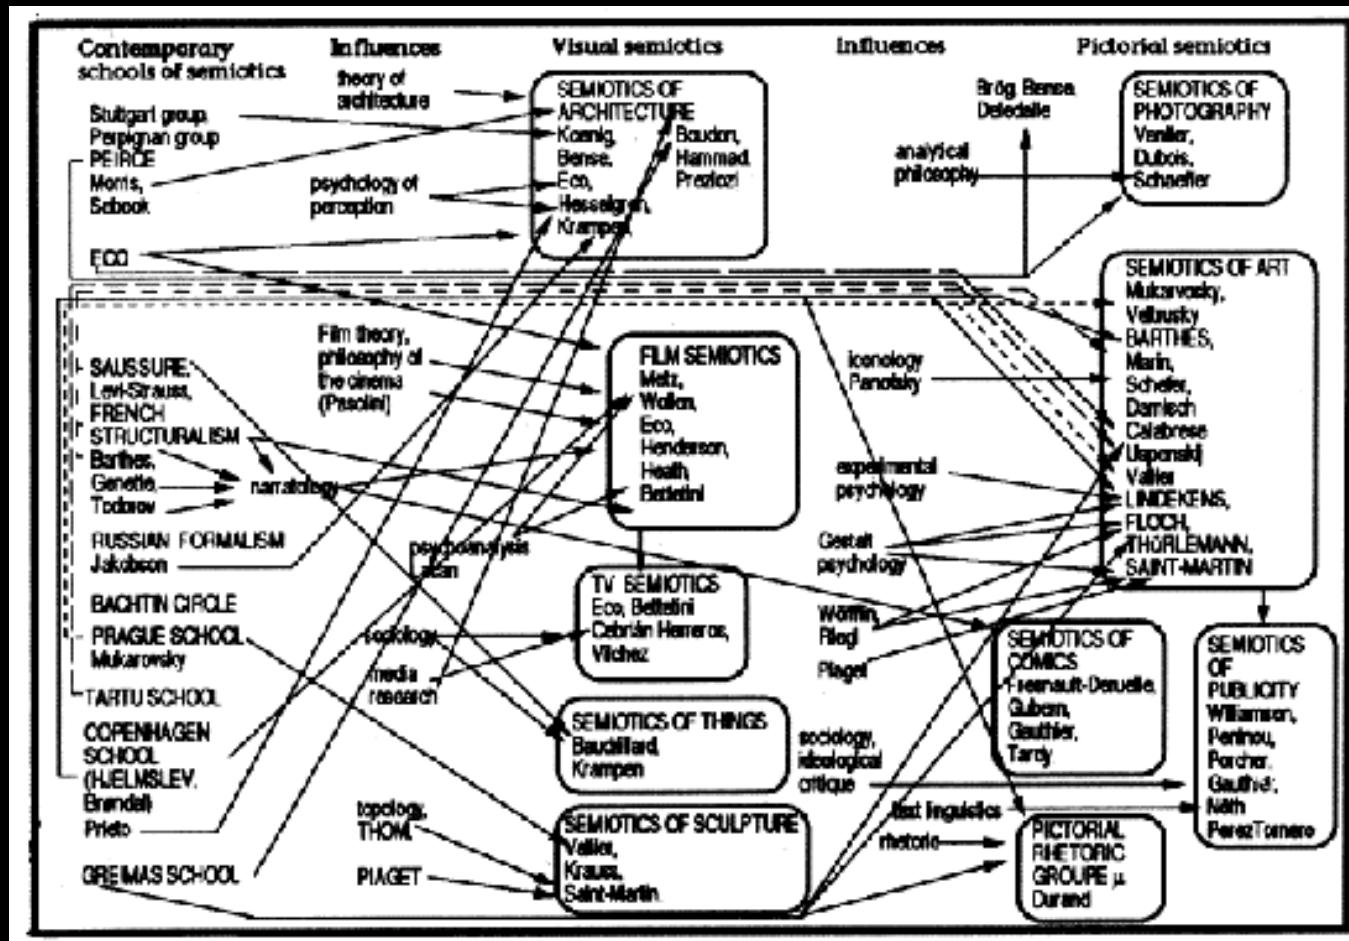 Contemporary
schools of semiotics
Stuttgart group,
Perpignan group
PEIRCE
Morris,
Sebook
ECO
SAUSSURE,
Levi-Strauss,
FRENCH
STRUCTURALISM
Barthes,
Genette,
Todorov
RUSSIAN FORMALISM
Jakobson
BACHTIN CIRCLE
PRAGUE SCHOOL
Mukarovsky
TARTU SCHOOL
COPENHAGEN
SCHOOL
(HJELMSLEV,
Brøndal)
Prieto
GREIMAS SCHOOL
Influences
theory of
architecture
psychology of
perception
Film theory,
philosophy of
the cinema
(Pasolini)
narratology
psychoanalysis
Lacan
sociology
media
research
topology,
THOM,
PIAGET
Visual semiotics
SEMIOTICS OF
ARCHITECTURE
Koenig,
Bense,
Eco,
Hesselgren,
Krampen,
Boudon,
Hammad,
Preziozi
FILM SEMIOTICS
Metz,
Wollen,
Eco,
Henderson,
Heath,
Bettetini
TV SEMIOTICS
Eco, Bettetini
Cebrián Herreros,
Vilchez
SEMIOTICS OF THINGS
Baudrillard,
Krampen
SEMIOTICS OF SCULPTURE
Vallier,
Krauss,
Saint-Martin
Influences
Brög, Bense,
Deledalle
analytical
philosophy
iconology
Panofsky
experimental
psychology
Gestalt
psychology
Wölfflin,
Riegl
Piaget
sociology,
ideological
critique
text linguistics
rhetoric
Pictorial semiotics
SEMIOTICS OF
PHOTOGRAPHY
Vanlier,
Dubois,
Schaeffer
SEMIOTICS OF ART
Mukarvosky,
Veltrusky
BARTHES,
Marin,
Schefer,
Damisch
Calabrese
Uspenskij
Vallier
LINDEKENS,
FLOCH,
THÜRLEMANN,
SAINT-MARTIN
SEMIOTICS OF
COMICS
Fresnault-Deruelle,
Gubern,
Gauthier,
Tardy
SEMIOTICS
OF
PUBLICITY
Williamson,
Peninou,
Porcher,
Gauthier,
Nöth
PerezTornero
PICTORIAL
RHETORIC
GROUPE µ
Durand